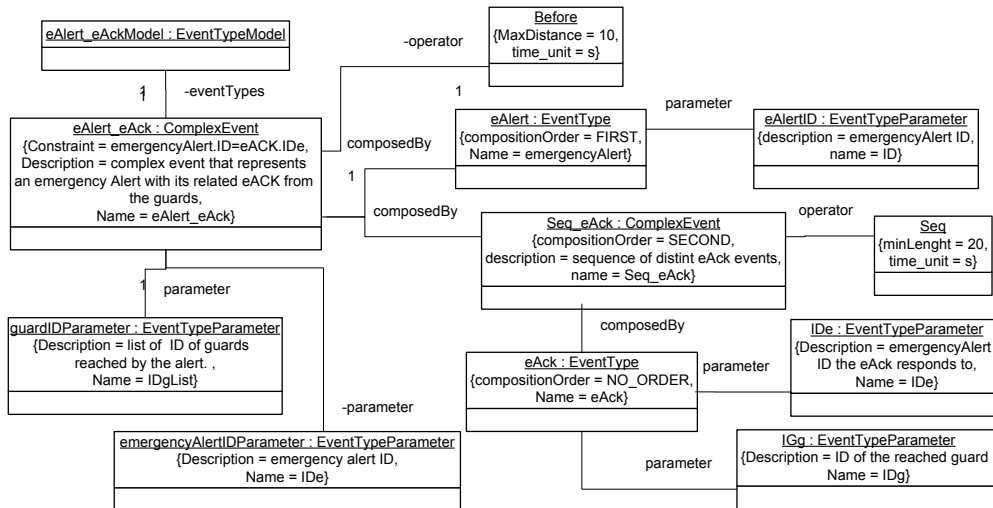 eAlert_eAckModel : EventTypeModel
-operator
Before
{MaxDistance = 10,
time_unit = s}
1
1
-eventTypes
1
eAlert_eAck : ComplexEvent
{Constraint = emergencyAlert.ID=eACK.IDe,
Description = complex event that represents
an emergency Alert with its related eACK from
the guards,
Name = eAlert_eAck}
composedBy
1
composedBy
eAlert : EventType
{compositionOrder = FIRST,
Name = emergencyAlert}
parameter
eAlertID : EventTypeParameter
{description = emergencyAlert ID,
name = ID}
Seq_eAck : ComplexEvent
{compositionOrder = SECOND,
description = sequence of distint eAck events,
name = Seq_eAck}
operator
Seq
{minLenght = 20,
time_unit = s}
1
parameter
guardIDParameter : EventTypeParameter
{Description = list of ID of guards
reached by the alert. ,
Name = IDgList}
-parameter
emergencyAlertIDParameter : EventTypeParameter
{Description = emergency alert ID,
Name = IDe}
composedBy
eAck : EventType
{compositionOrder = NO_ORDER,
Name = eAck}
parameter
IDe : EventTypeParameter
{Description = emergencyAlert
ID the eAck responds to,
Name = IDe}
parameter
IGg : EventTypeParameter
{Description = ID of the reached guard
Name = IDg}